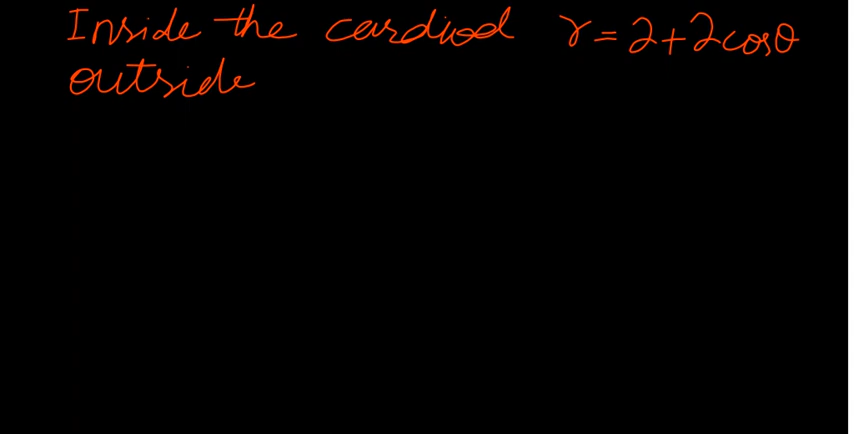 Inside the cardiod r = 2+2cosθ
outside